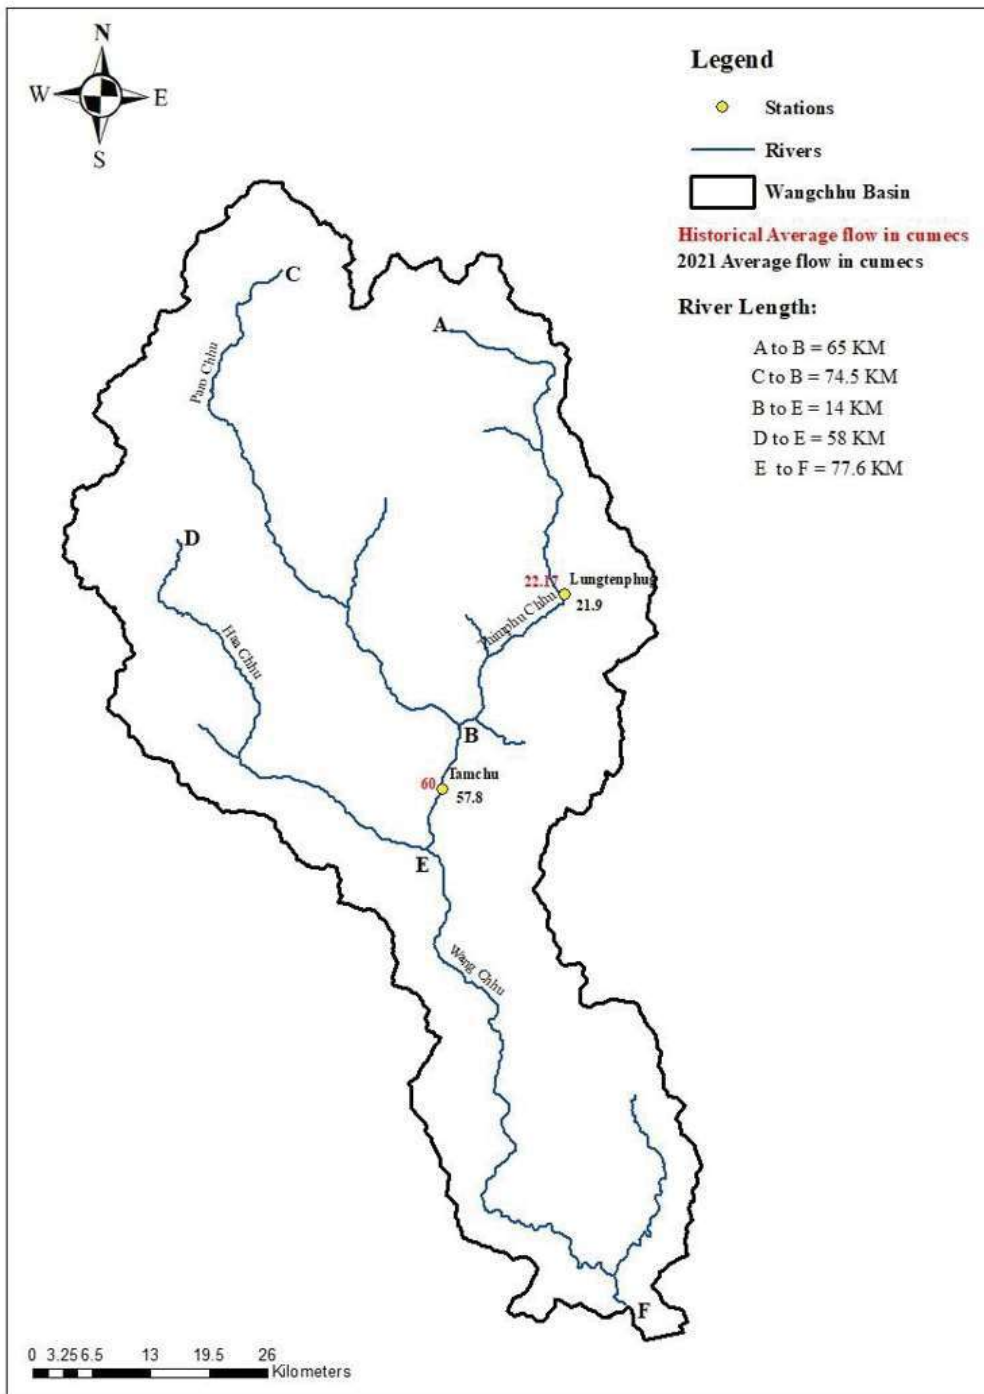 N
W
E
S
Legend
Stations
Rivers
Wangchhu Basin
Historical Average flow in cumecs
2021 Average flow in cumecs
River Length:
A to B = 65 KM
C to B = 74.5 KM
B to E = 14 KM
D to E = 58 KM
E to F = 77.6 KM
C
A
Paro Chhu
D
22.17
Lungtenphug
21.9
Thimphu Chhu
Haa Chhu
B
Tamchu
60
57.8
E
Wang Chhu
F
0 3.25 6.5 13 19.5 26
Kilometers